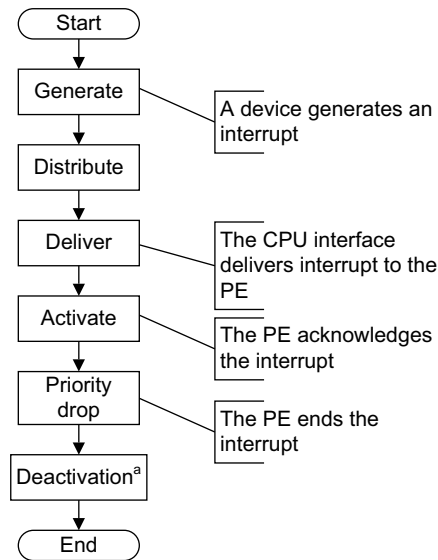 Start
Generate
A device generates an
interrupt
Distribute
Deliver
The CPU interface
delivers interrupt to the
PE
Activate
The PE acknowledges
the interrupt
Priority
drop
The PE ends the
interrupt
Deactivationᵃ
End